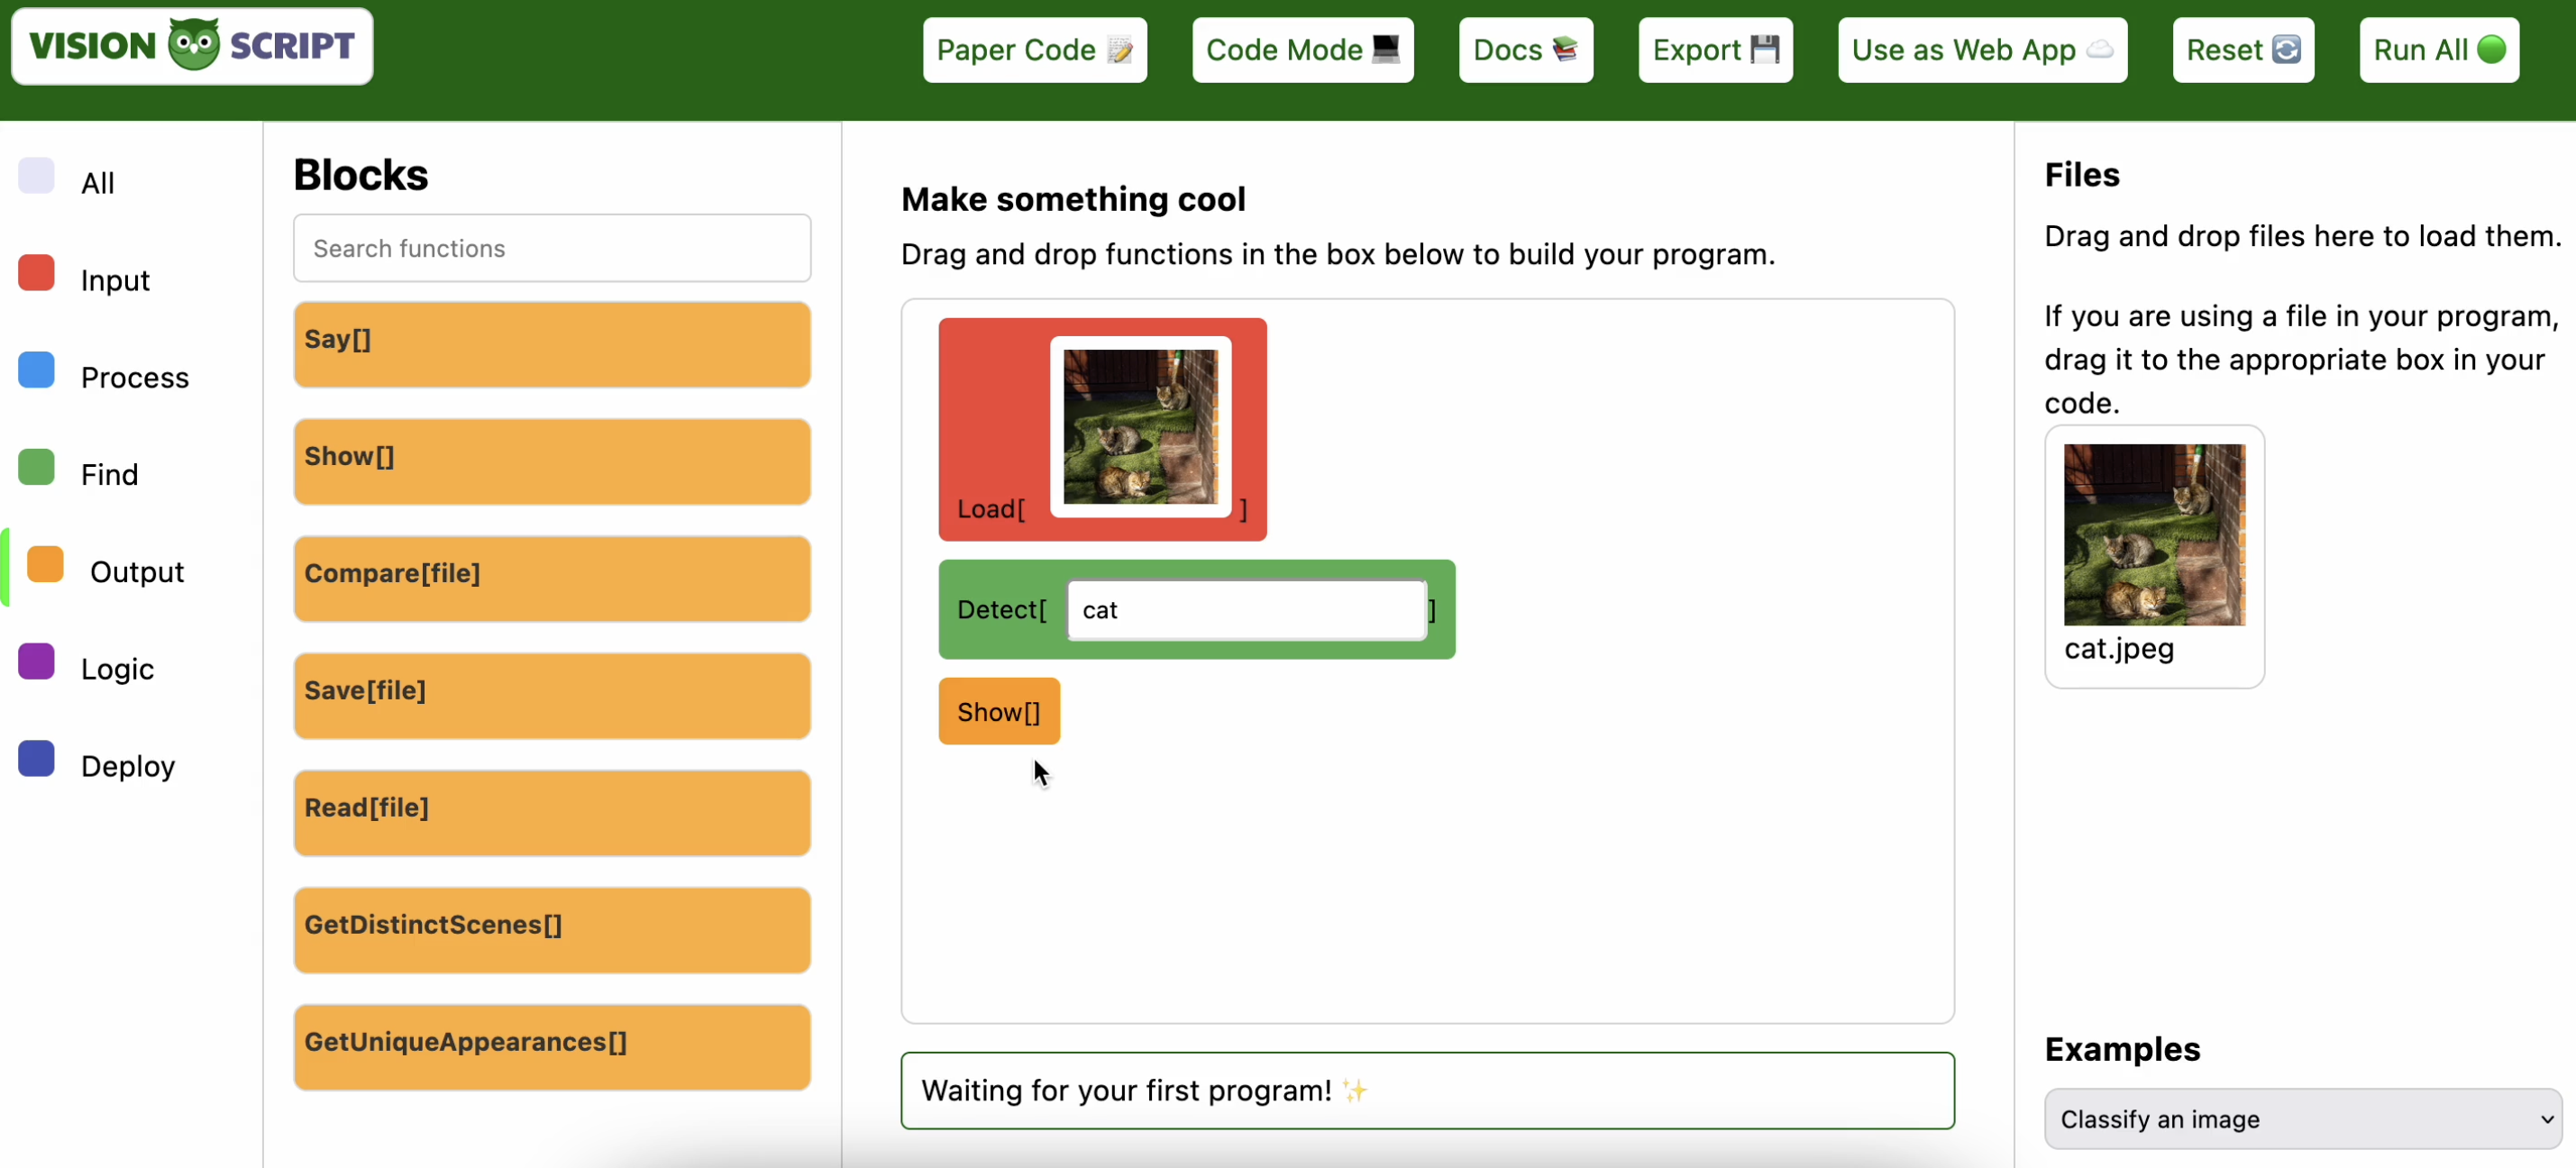 VISION SCRIPT
Paper Code 📝
Code Mode 💻
Docs 📚
Export 💾
Use as Web App ☁️
Reset 🔄
Run All 🟢
All
Input
Process
Find
Output
Logic
Deploy
Blocks
Search functions
Say[]
Show[]
Compare[file]
Save[file]
Read[file]
GetDistinctScenes[]
GetUniqueAppearances[]
Make something cool
Drag and drop functions in the box below to build your program.
Load[ ]
Detect[ cat ]
Show[]
Waiting for your first program! ✨
Files
Drag and drop files here to load them.
If you are using a file in your program,
drag it to the appropriate box in your
code.
cat.jpeg
Examples
Classify an image